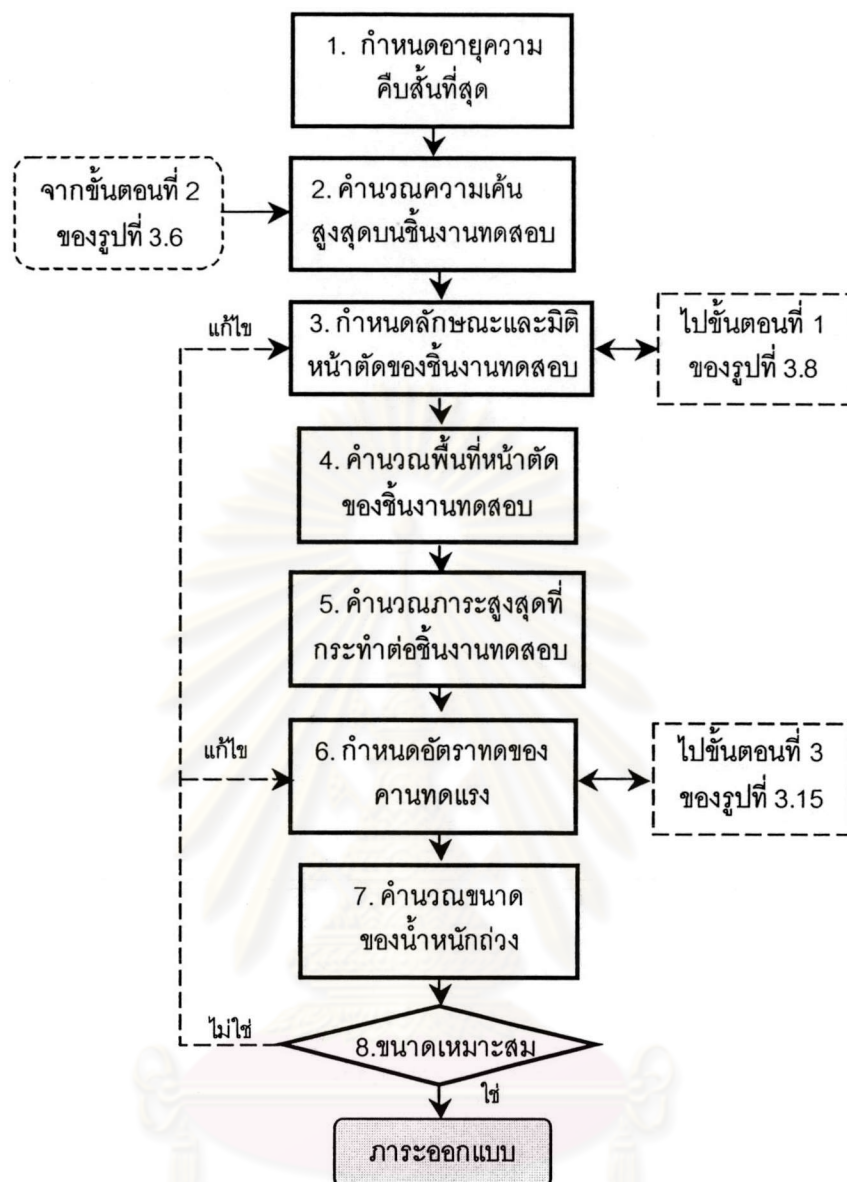 1. กำหนดอายุความ
คืบสั้นที่สุด
จากขั้นตอนที่ 2
ของรูปที่ 3.6
2. คำนวณความเค้น
สูงสุดบนชิ้นงานทดสอบ
แก้ไข
3. กำหนดลักษณะและมิติ
หน้าตัดของชิ้นงานทดสอบ
ไปขั้นตอนที่ 1
ของรูปที่ 3.8
4. คำนวณพื้นที่หน้าตัด
ของชิ้นงานทดสอบ
5. คำนวณภาระสูงสุดที่
กระทำต่อชิ้นงานทดสอบ
แก้ไข
6. กำหนดอัตราทดของ
คานทดแรง
ไปขั้นตอนที่ 3
ของรูปที่ 3.15
7. คำนวณขนาด
ของน้ำหนักถ่วง
ไม่ใช่
8.ขนาดเหมาะสม
ใช่
ภาระออกแบบ